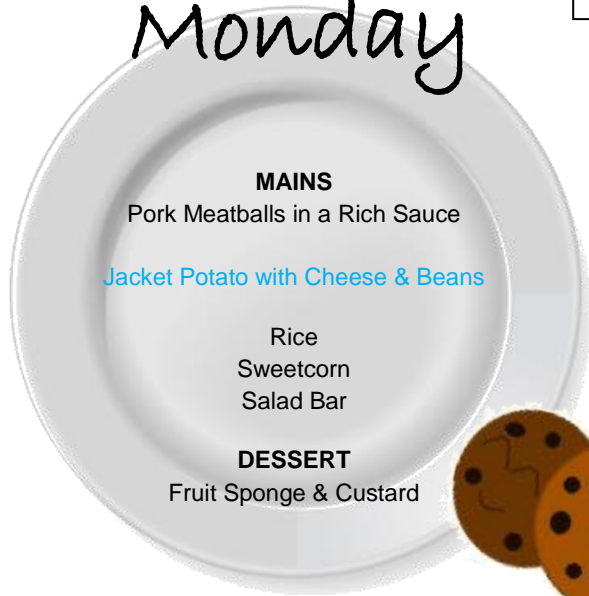 Monday
MAINS
Pork Meatballs in a Rich Sauce
Jacket Potato with Cheese & Beans
Rice
Sweetcorn
Salad Bar
DESSERT
Fruit Sponge & Custard